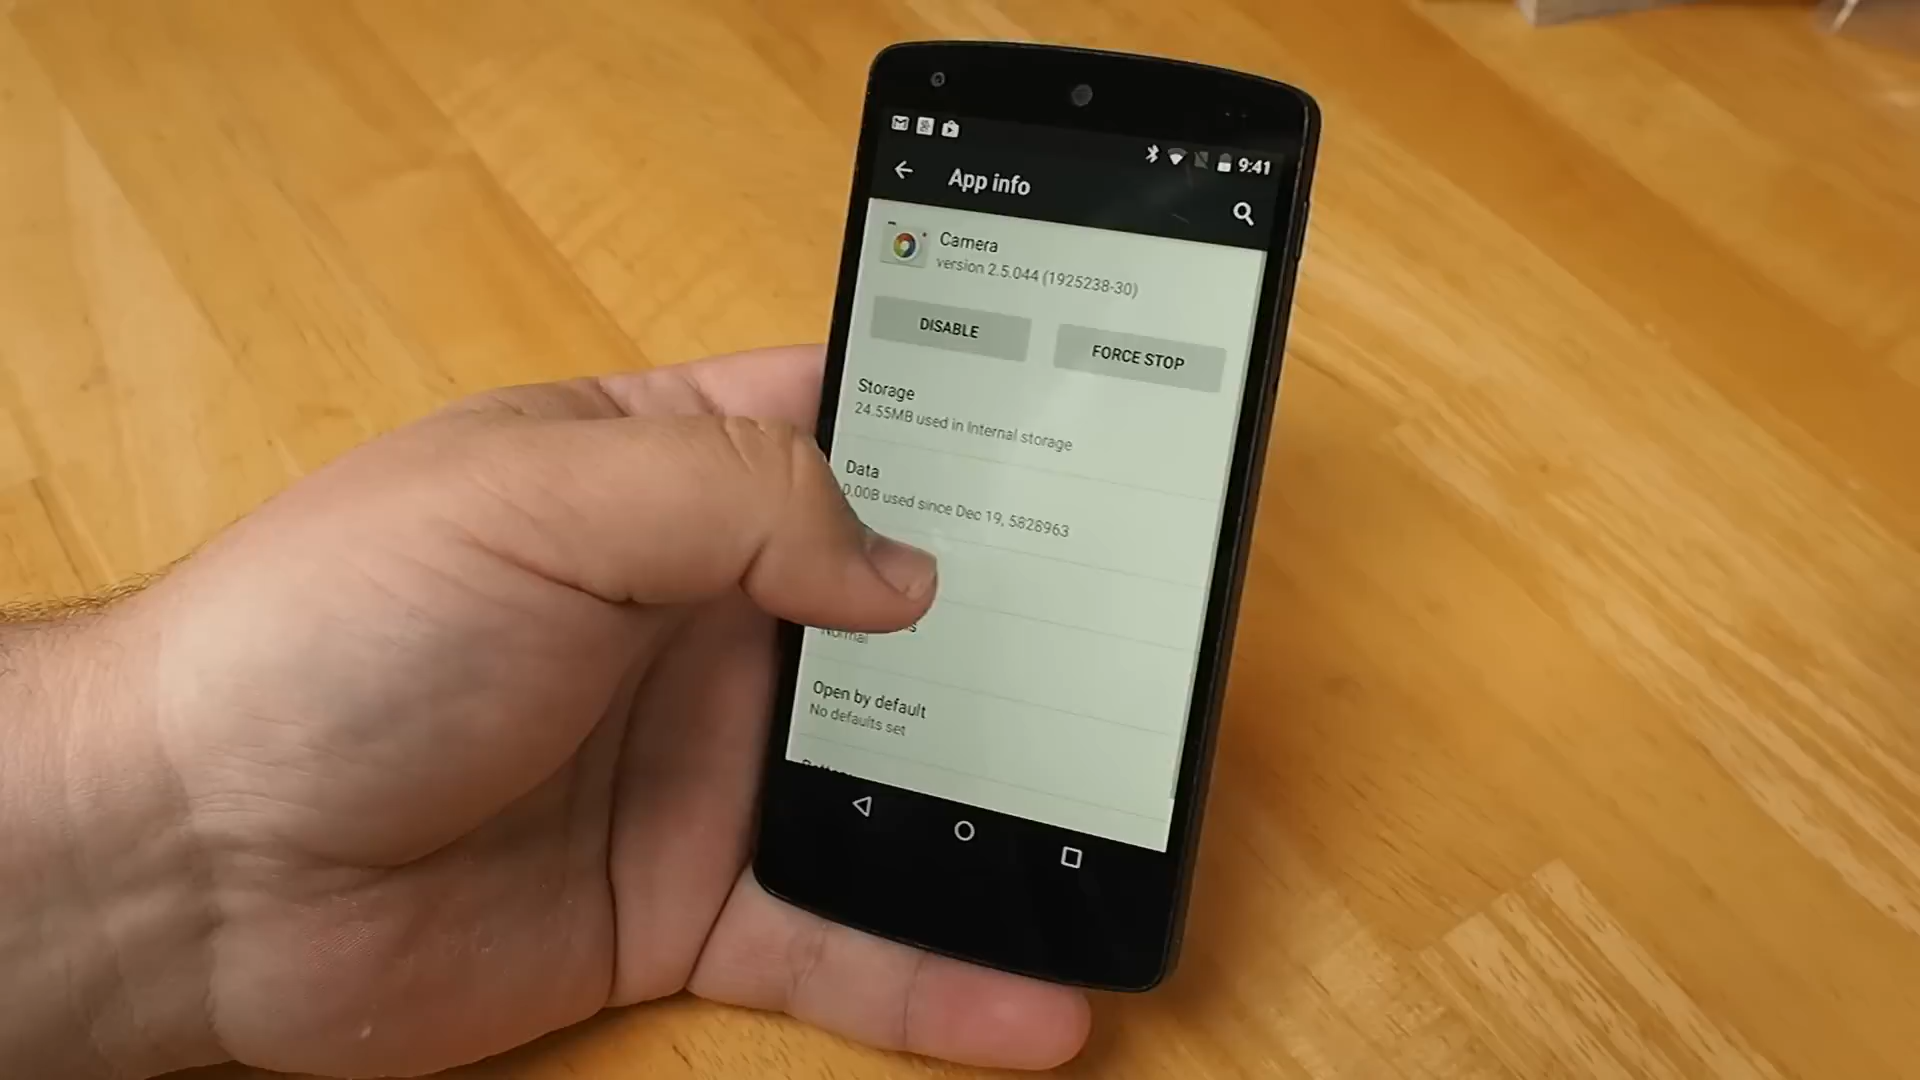 9:41
App info
Camera
version 2.5.044 (1925238-30)
DISABLE
FORCE STOP
Storage
24.55MB used in Internal storage
Data
0.00B used since Dec 19, 5828963
Normal
Open by default
No defaults set